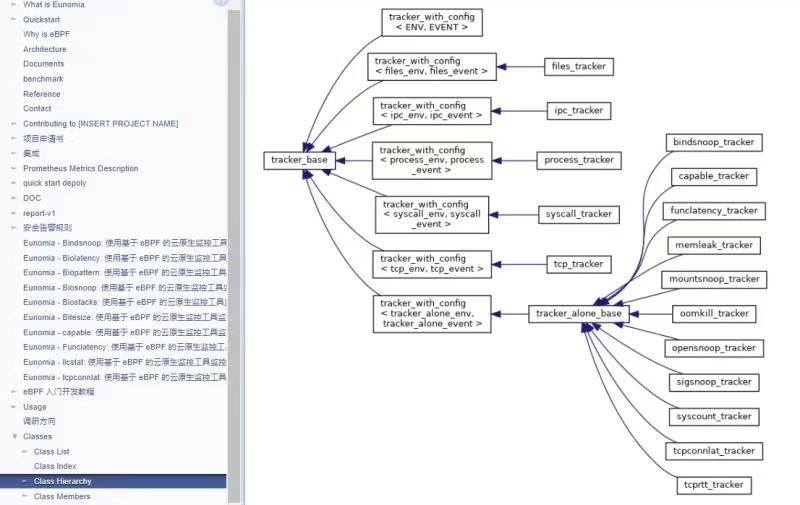 What is Eunomia
Quickstart
Why is eBPF
Architecture
Documents
benchmark
Reference
Contact
Contributing to [INSERT PROJECT NAME]
项目申请书
集成
Prometheus Metrics Description
quick start depoly
DOC
report-v1
安全告警规则
Eunomia - Bindsnoop: 使用基于 eBPF 的云原生监控工具
Eunomia - Biolatency: 使用基于 eBPF 的云原生监控工具
Eunomia - Biopattern: 使用基于 eBPF 的云原生监控工具
Eunomia - Biosnoop: 使用基于 eBPF 的云原生监控工具
Eunomia - Biostacks: 使用基于 eBPF 的云原生监控工具
Eunomia - Bitesize: 使用基于 eBPF 的云原生监控工具
Eunomia - capable: 使用基于 eBPF 的云原生监控工具
Eunomia - Funclatency: 使用基于 eBPF 的云原生监控工具
Eunomia - llcstat: 使用基于 eBPF 的云原生监控工具监
Eunomia - tcpconnlat: 使用基于 eBPF 的云原生监控工具
eBPF 入门开发教程
Usage
调研方向
Classes
Class List
Class Index
Class Hierarchy
Class Members
tracker_base
tracker_with_config
< ENV, EVENT >
tracker_with_config
< files_env, files_event >
tracker_with_config
< ipc_env, ipc_event >
tracker_with_config
< process_env, process
_event >
tracker_with_config
< syscall_env, syscall
_event >
tracker_with_config
< tcp_env, tcp_event >
tracker_with_config
< tracker_alone_env,
tracker_alone_event >
files_tracker
ipc_tracker
process_tracker
syscall_tracker
tcp_tracker
tracker_alone_base
bindsnoop_tracker
capable_tracker
funclatency_tracker
memleak_tracker
mountsnoop_tracker
oomkill_tracker
opensnoop_tracker
sigsnoop_tracker
syscount_tracker
tcpconnlat_tracker
tcprtt_tracker